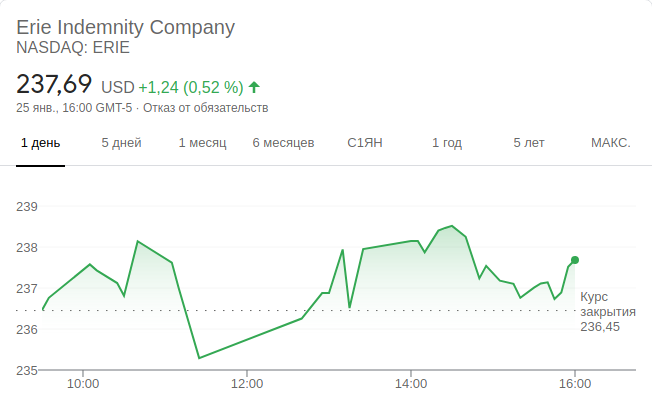 Erie Indemnity Company
NASDAQ: ERIE
237,69 USD +1,24 (0,52 %)
25 янв., 16:00 GMT-5 · Отказ от обязательств
1 день 5 дней 1 месяц 6 месяцев С1ЯН 1 год 5 лет МАКС.
239
238
237
236
235
Курс
закрытия
236,45
10:00 12:00 14:00 16:00